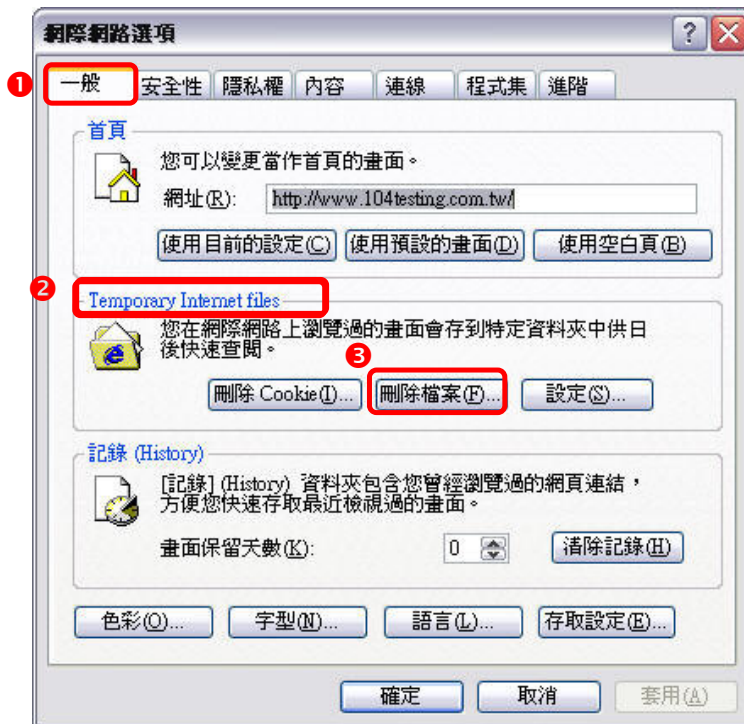 網際網路選項
❶
一般 安全性 隱私權 內容 連線 程式集 進階
首頁
您可以變更當作首頁的畫面。
網址(R): http://www.104testing.com.tw/
使用目前的設定(C) 使用預設的畫面(D) 使用空白頁(B)
❷
Temporary Internet files
您在網際網路上瀏覽過的畫面會存到特定資料夾中供日
後快速查閱。
❸
刪除 Cookie(I)... 刪除檔案(F)... 設定(S)...
記錄 (History)
[記錄] (History) 資料夾包含您曾經瀏覽過的網頁連結，
方便您快速存取最近檢視過的畫面。
畫面保留天數(K): 0 清除記錄(H)
色彩(O)... 字型(N)... 語言(L)... 存取設定(E)...
確定 取消 套用(A)